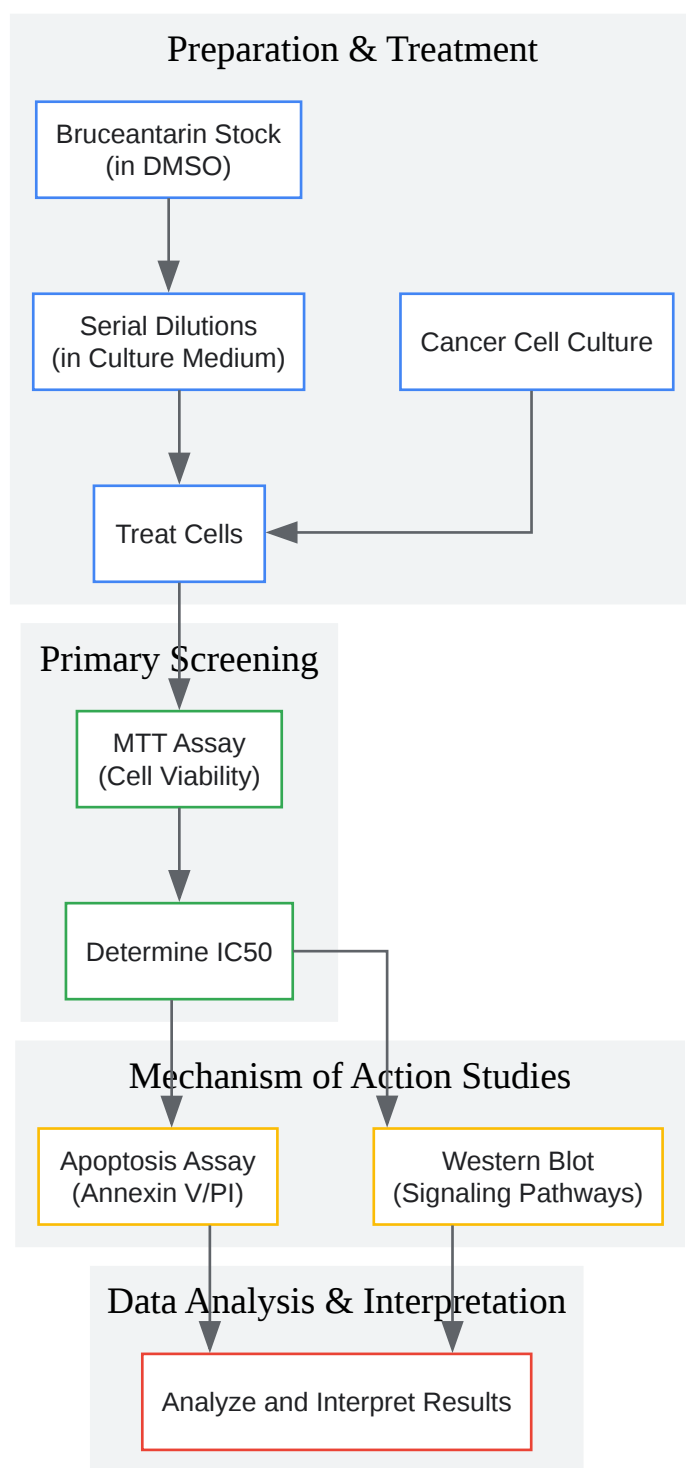 Preparation & Treatment
Bruceantarin Stock
(in DMSO)
Serial Dilutions
(in Culture Medium)
Cancer Cell Culture
Treat Cells
Primary Screening
MTT Assay
(Cell Viability)
Determine IC50
Mechanism of Action Studies
Apoptosis Assay
(Annexin V/PI)
Western Blot
(Signaling Pathways)
Data Analysis & Interpretation
Analyze and Interpret Results